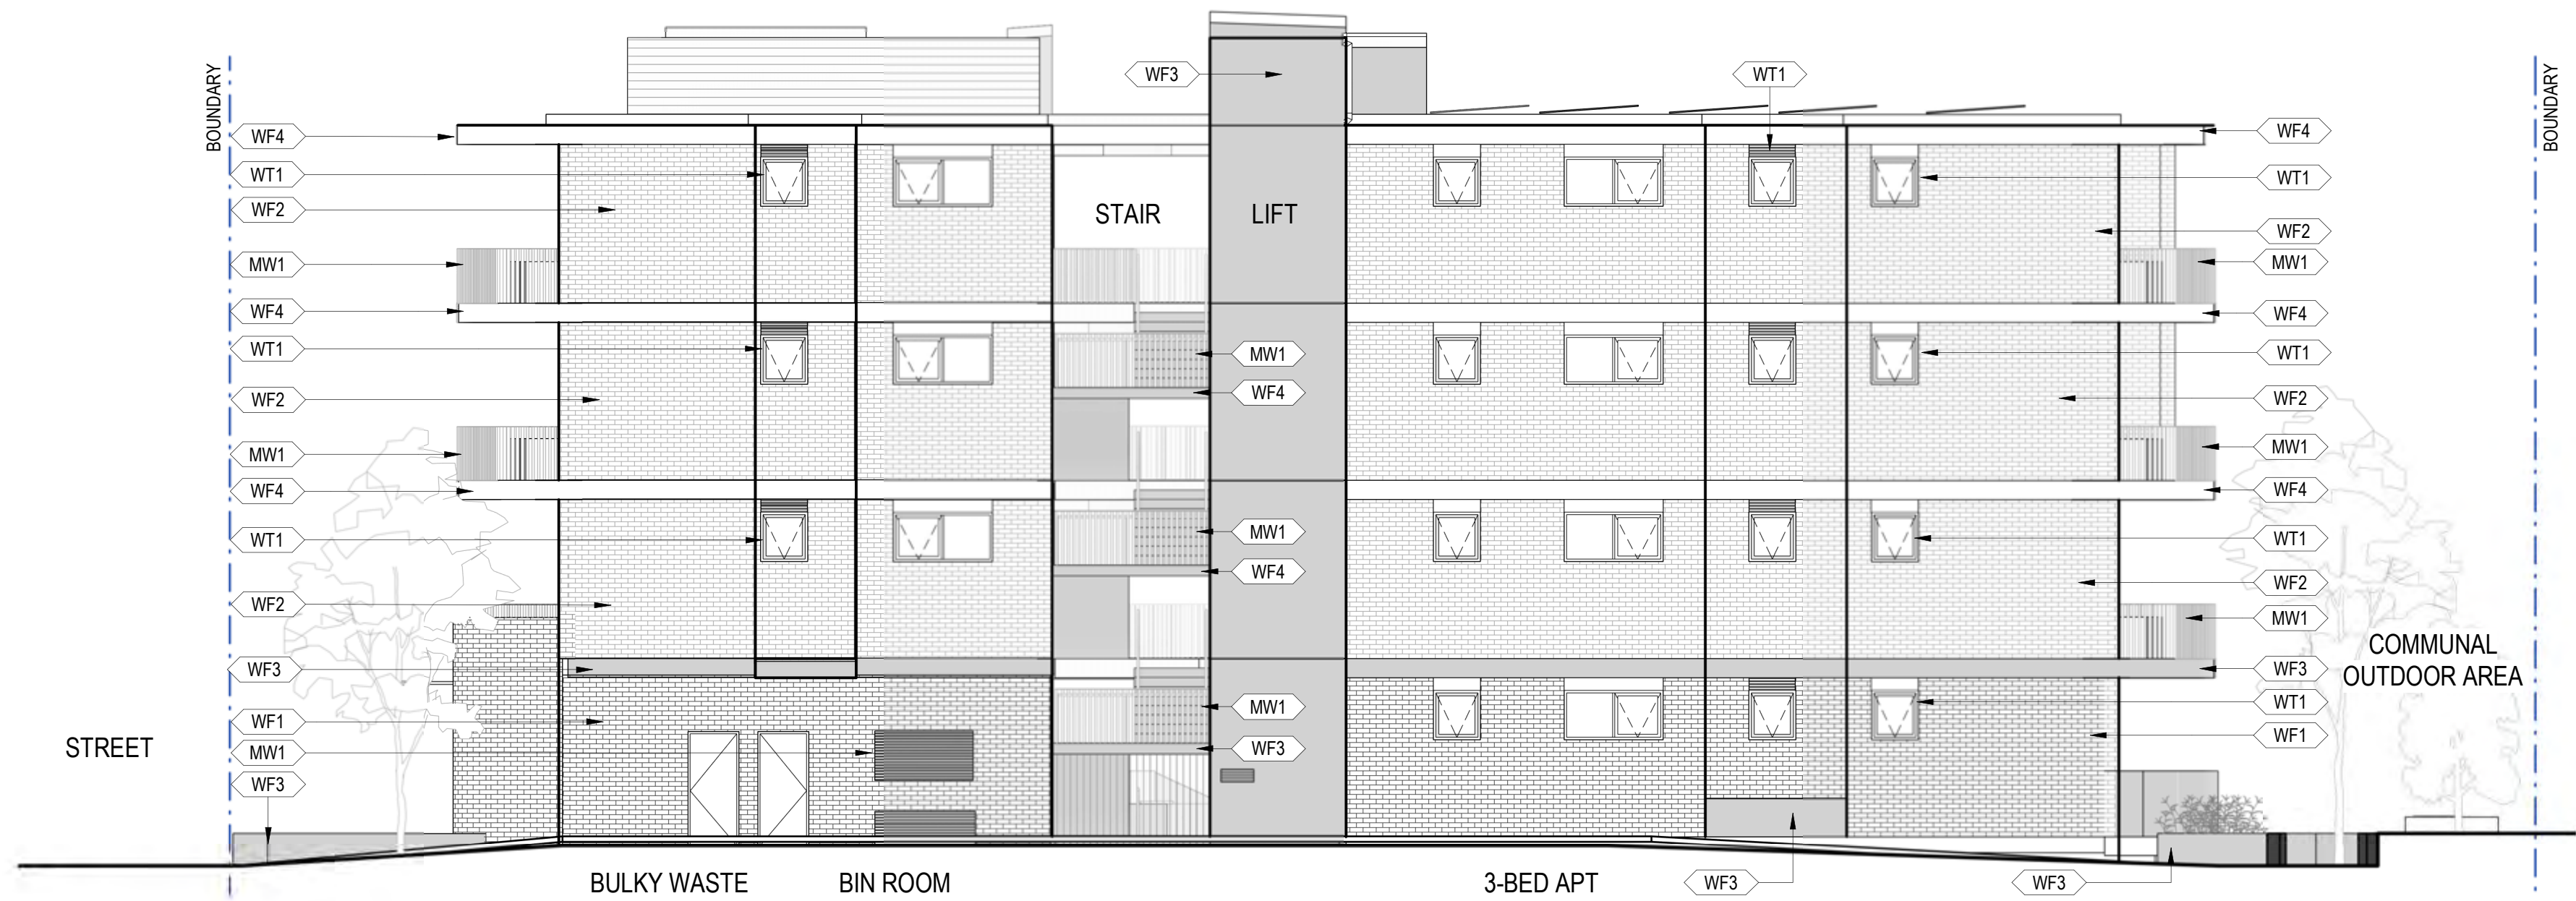 BOUNDARY
WF4
WT1
WF2
MW1
WF4
WT1
WF2
MW1
WF4
WT1
WF2
WF3
WF1
MW1
WF3
STREET
WF3
WT1
STAIR
LIFT
MW1
WF4
MW1
WF4
MW1
WF3
BOUNDARY
WF4
WT1
WF2
MW1
WF4
WT1
WF2
MW1
WF4
WT1
WF2
MW1
WF3
WT1
WF1
COMMUNAL
OUTDOOR AREA
BULKY WASTE
BIN ROOM
3-BED APT
WF3
WF3